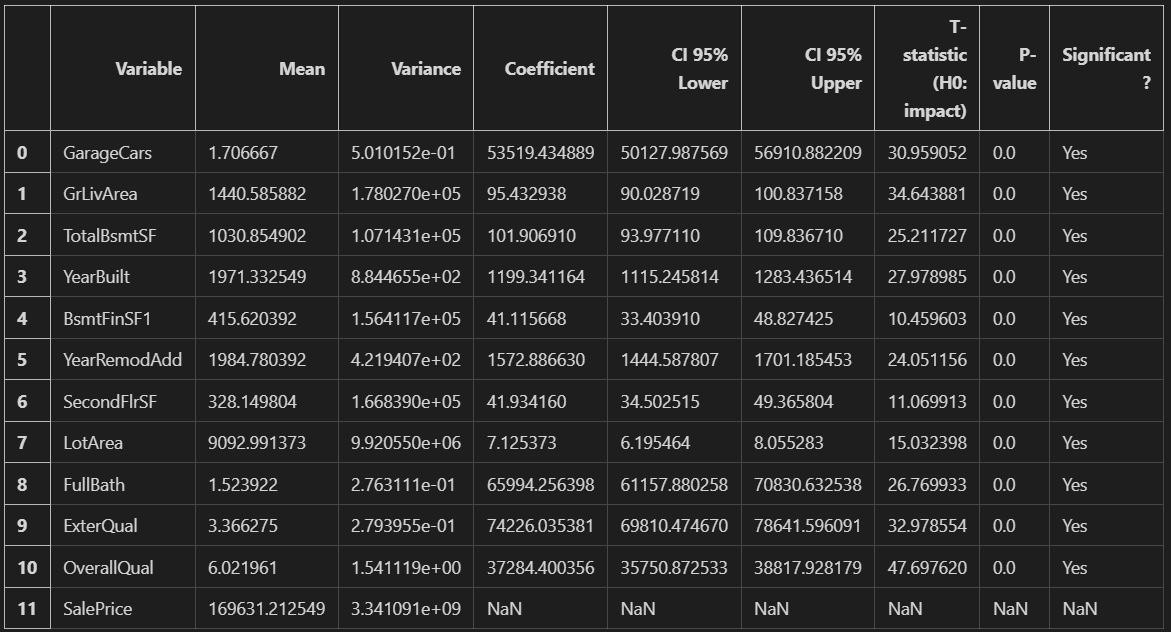 Variable Mean Variance Coefficient CI 95% Lower CI 95% Upper T-statistic (H0: impact) P-value Significant ?
0 GarageCars 1.706667 5.010152e-01 53519.434889 50127.987569 56910.882209 30.959052 0.0 Yes
1 GrLivArea 1440.585882 1.780270e+05 95.432938 90.028719 100.837158 34.643881 0.0 Yes
2 TotalBsmtSF 1030.854902 1.071431e+05 101.906910 93.977110 109.836710 25.211727 0.0 Yes
3 YearBuilt 1971.332549 8.844655e+02 1199.341164 1115.245814 1283.436514 27.978985 0.0 Yes
4 BsmtFinSF1 415.620392 1.564117e+05 41.115668 33.403910 48.827425 10.459603 0.0 Yes
5 YearRemodAdd 1984.780392 4.219407e+02 1572.886630 1444.587807 1701.185453 24.051156 0.0 Yes
6 SecondFlrSF 328.149804 1.668390e+05 41.934160 34.502515 49.365804 11.069913 0.0 Yes
7 LotArea 9092.991373 9.920550e+06 7.125373 6.195464 8.055283 15.032398 0.0 Yes
8 FullBath 1.523922 2.763111e-01 65994.256398 61157.880258 70830.632538 26.769933 0.0 Yes
9 ExterQual 3.366275 2.793955e-01 74226.035381 69810.474670 78641.596091 32.978554 0.0 Yes
10 OverallQual 6.021961 1.541119e+00 37284.400356 35750.872533 38817.928179 47.697620 0.0 Yes
11 SalePrice 169631.212549 3.341091e+09 NaN NaN NaN NaN NaN NaN